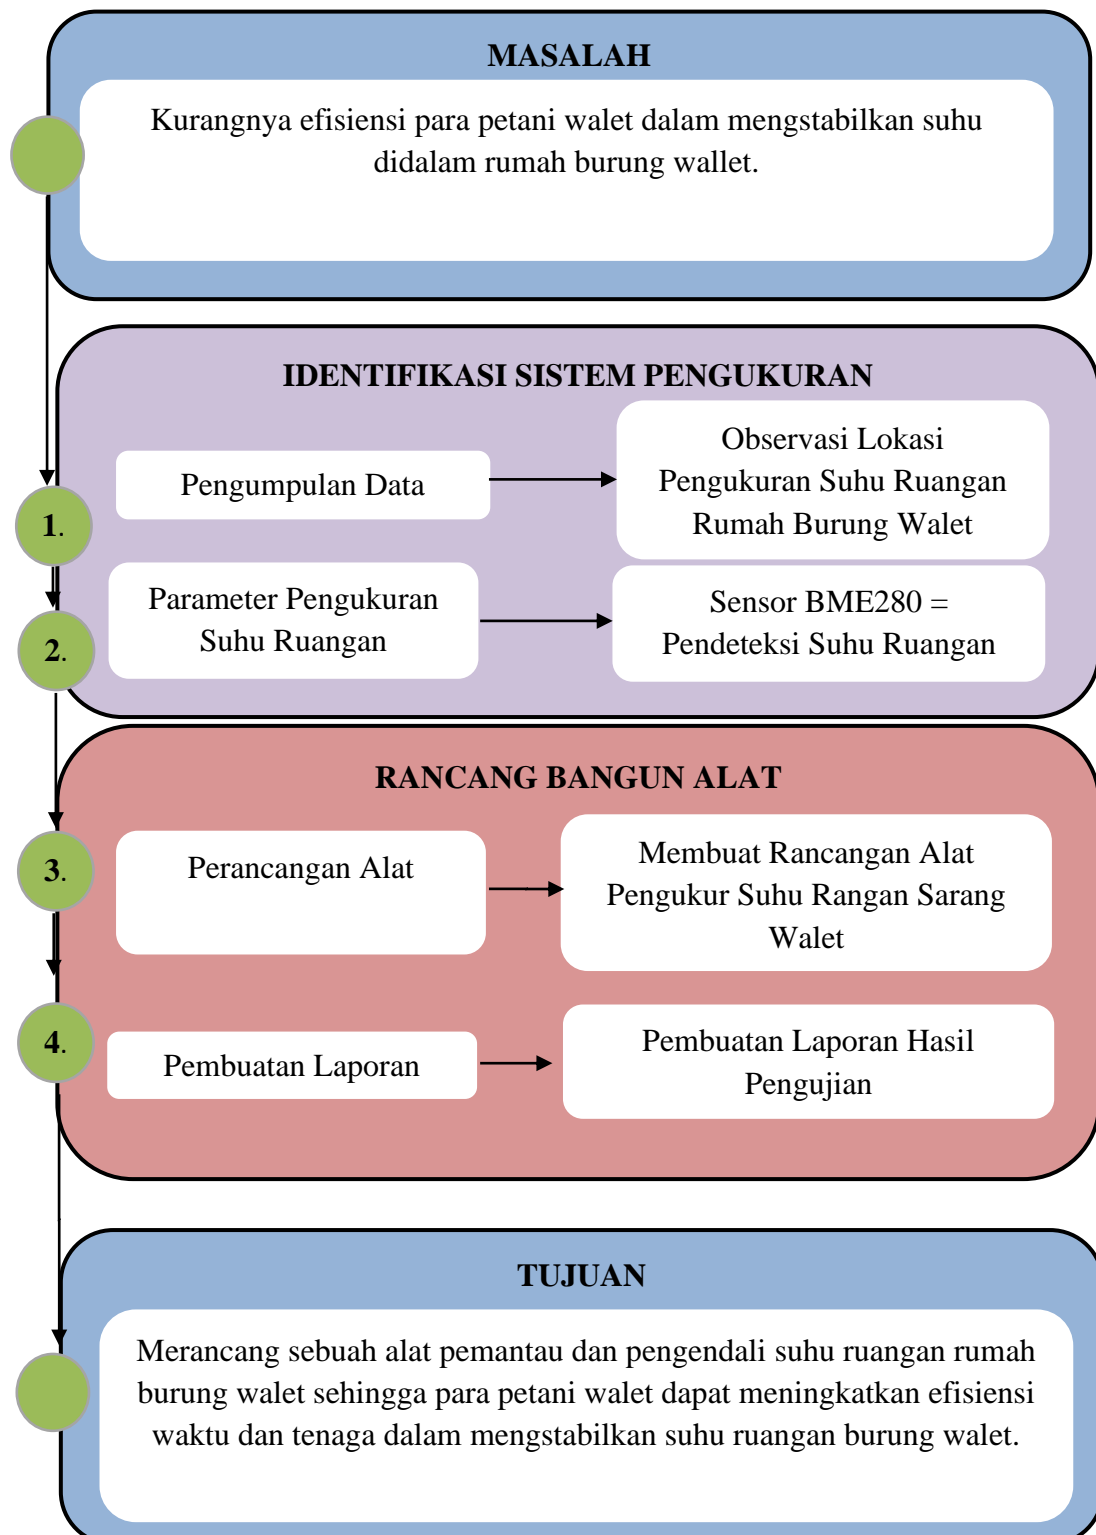 MASALAH
Kurangnya efisiensi para petani walet dalam mengstabilkan suhu
didalam rumah burung wallet.
IDENTIFIKASI SISTEM PENGUKURAN
1.
Pengumpulan Data
Observasi Lokasi
Pengukuran Suhu Ruangan
Rumah Burung Walet
2.
Parameter Pengukuran
Suhu Ruangan
Sensor BME280 =
Pendeteksi Suhu Ruangan
RANCANG BANGUN ALAT
3.
Perancangan Alat
Membuat Rancangan Alat
Pengukur Suhu Rangan Sarang
Walet
4.
Pembuatan Laporan
Pembuatan Laporan Hasil
Pengujian
TUJUAN
Merancang sebuah alat pemantau dan pengendali suhu ruangan rumah
burung walet sehingga para petani walet dapat meningkatkan efisiensi
waktu dan tenaga dalam mengstabilkan suhu ruangan burung walet.